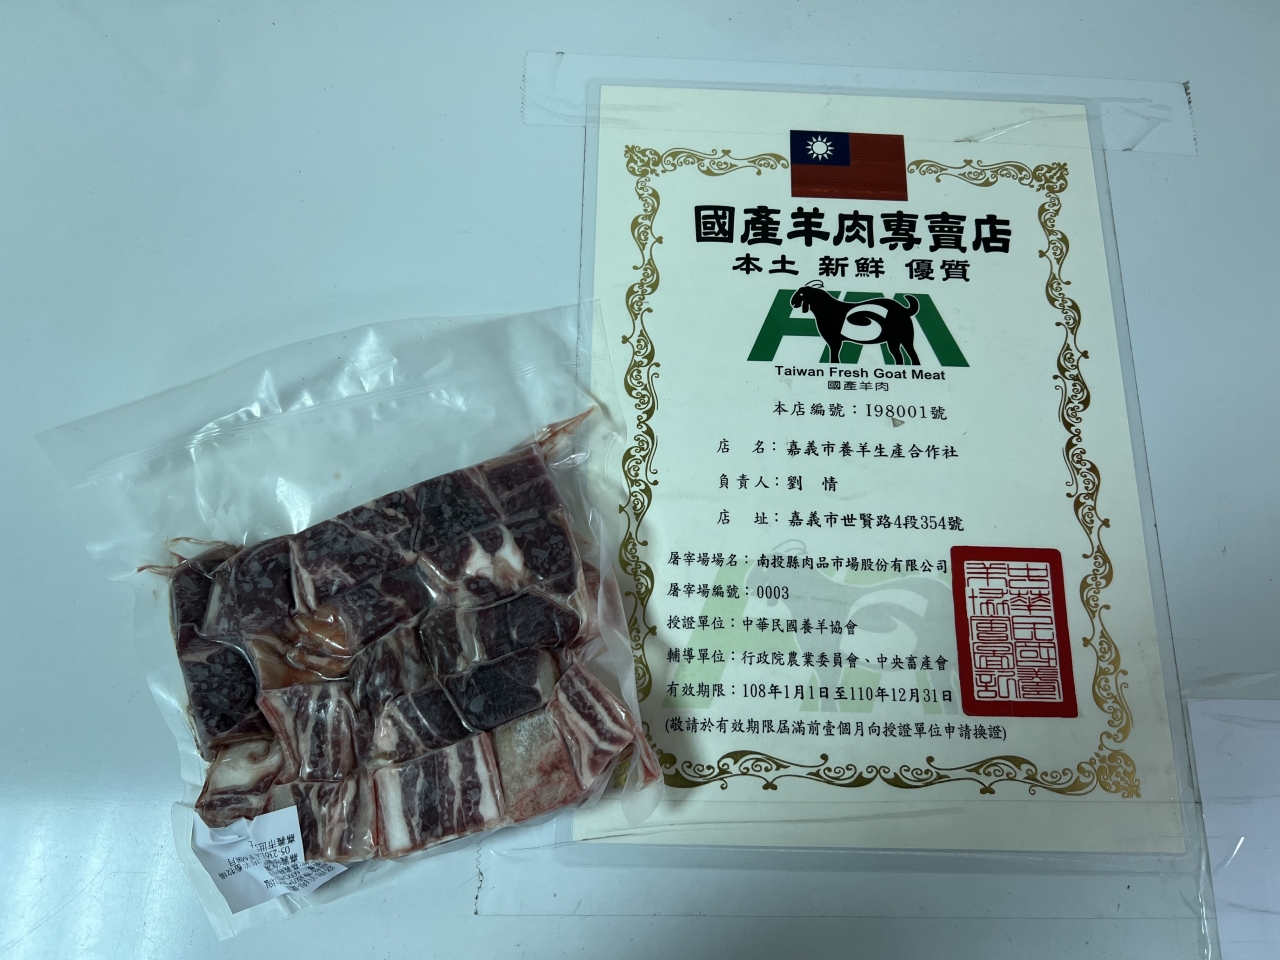 國產羊肉專賣店
本土 新鮮 優質
Taiwan Fresh Goat Meat
國產羊肉
本店編號：I98001號
店 名：嘉義市養羊生產合作社
負責人：劉 情
店 址：嘉義市世賢路4段354號
屠宰場場名：南投縣肉品市場股份有限公司
屠宰場編號：0003
授證單位：中華民國養羊協會
輔導單位：行政院農業委員會、中央畜產會
有效期限：108年1月1日至110年12月31日
(敬請於有效期限屆滿前壹個月向授證單位申請換證)